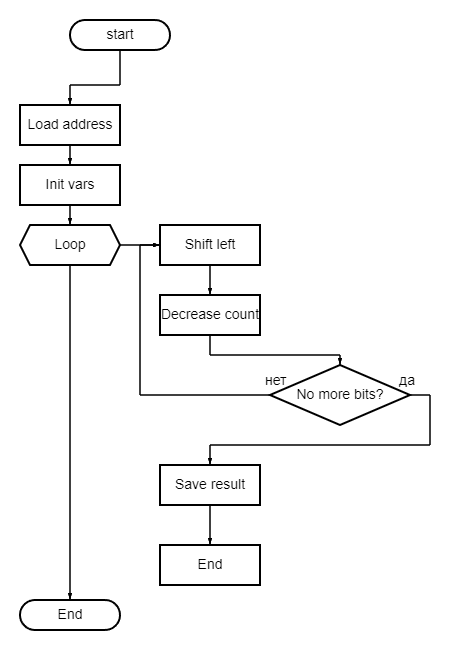 start
Load address
Init vars
Loop
Shift left
Decrease count
нет
да
No more bits?
Save result
End
End